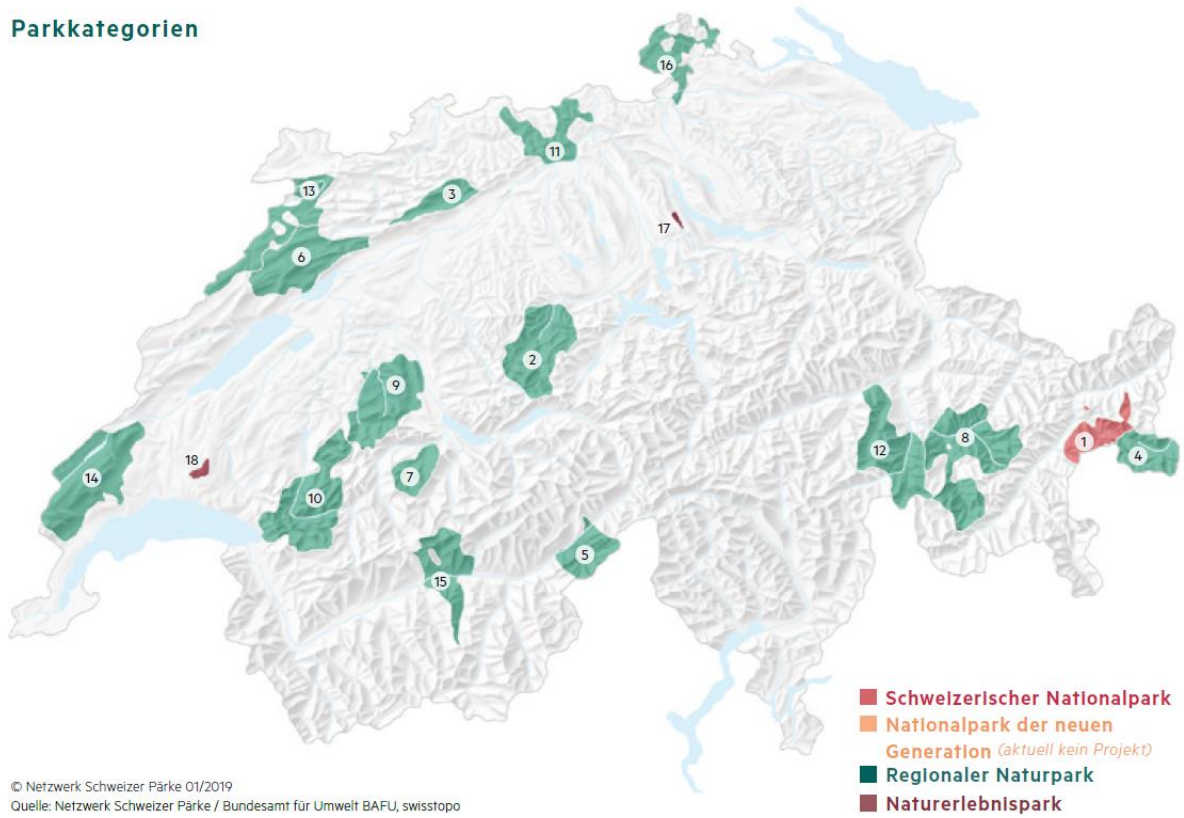 Parkkategorien
16
11
13
3
17
6
2
9
12
8
1
4
18
7
14
10
5
15
Schweizerischer Nationalpark
Nationalpark der neuen
Generation (aktuell kein Projekt)
Regionaler Naturpark
Naturerlebnispark
© Netzwerk Schweizer Pärke 01/2019
Quelle: Netzwerk Schweizer Pärke / Bundesamt für Umwelt BAFU, swisstopo